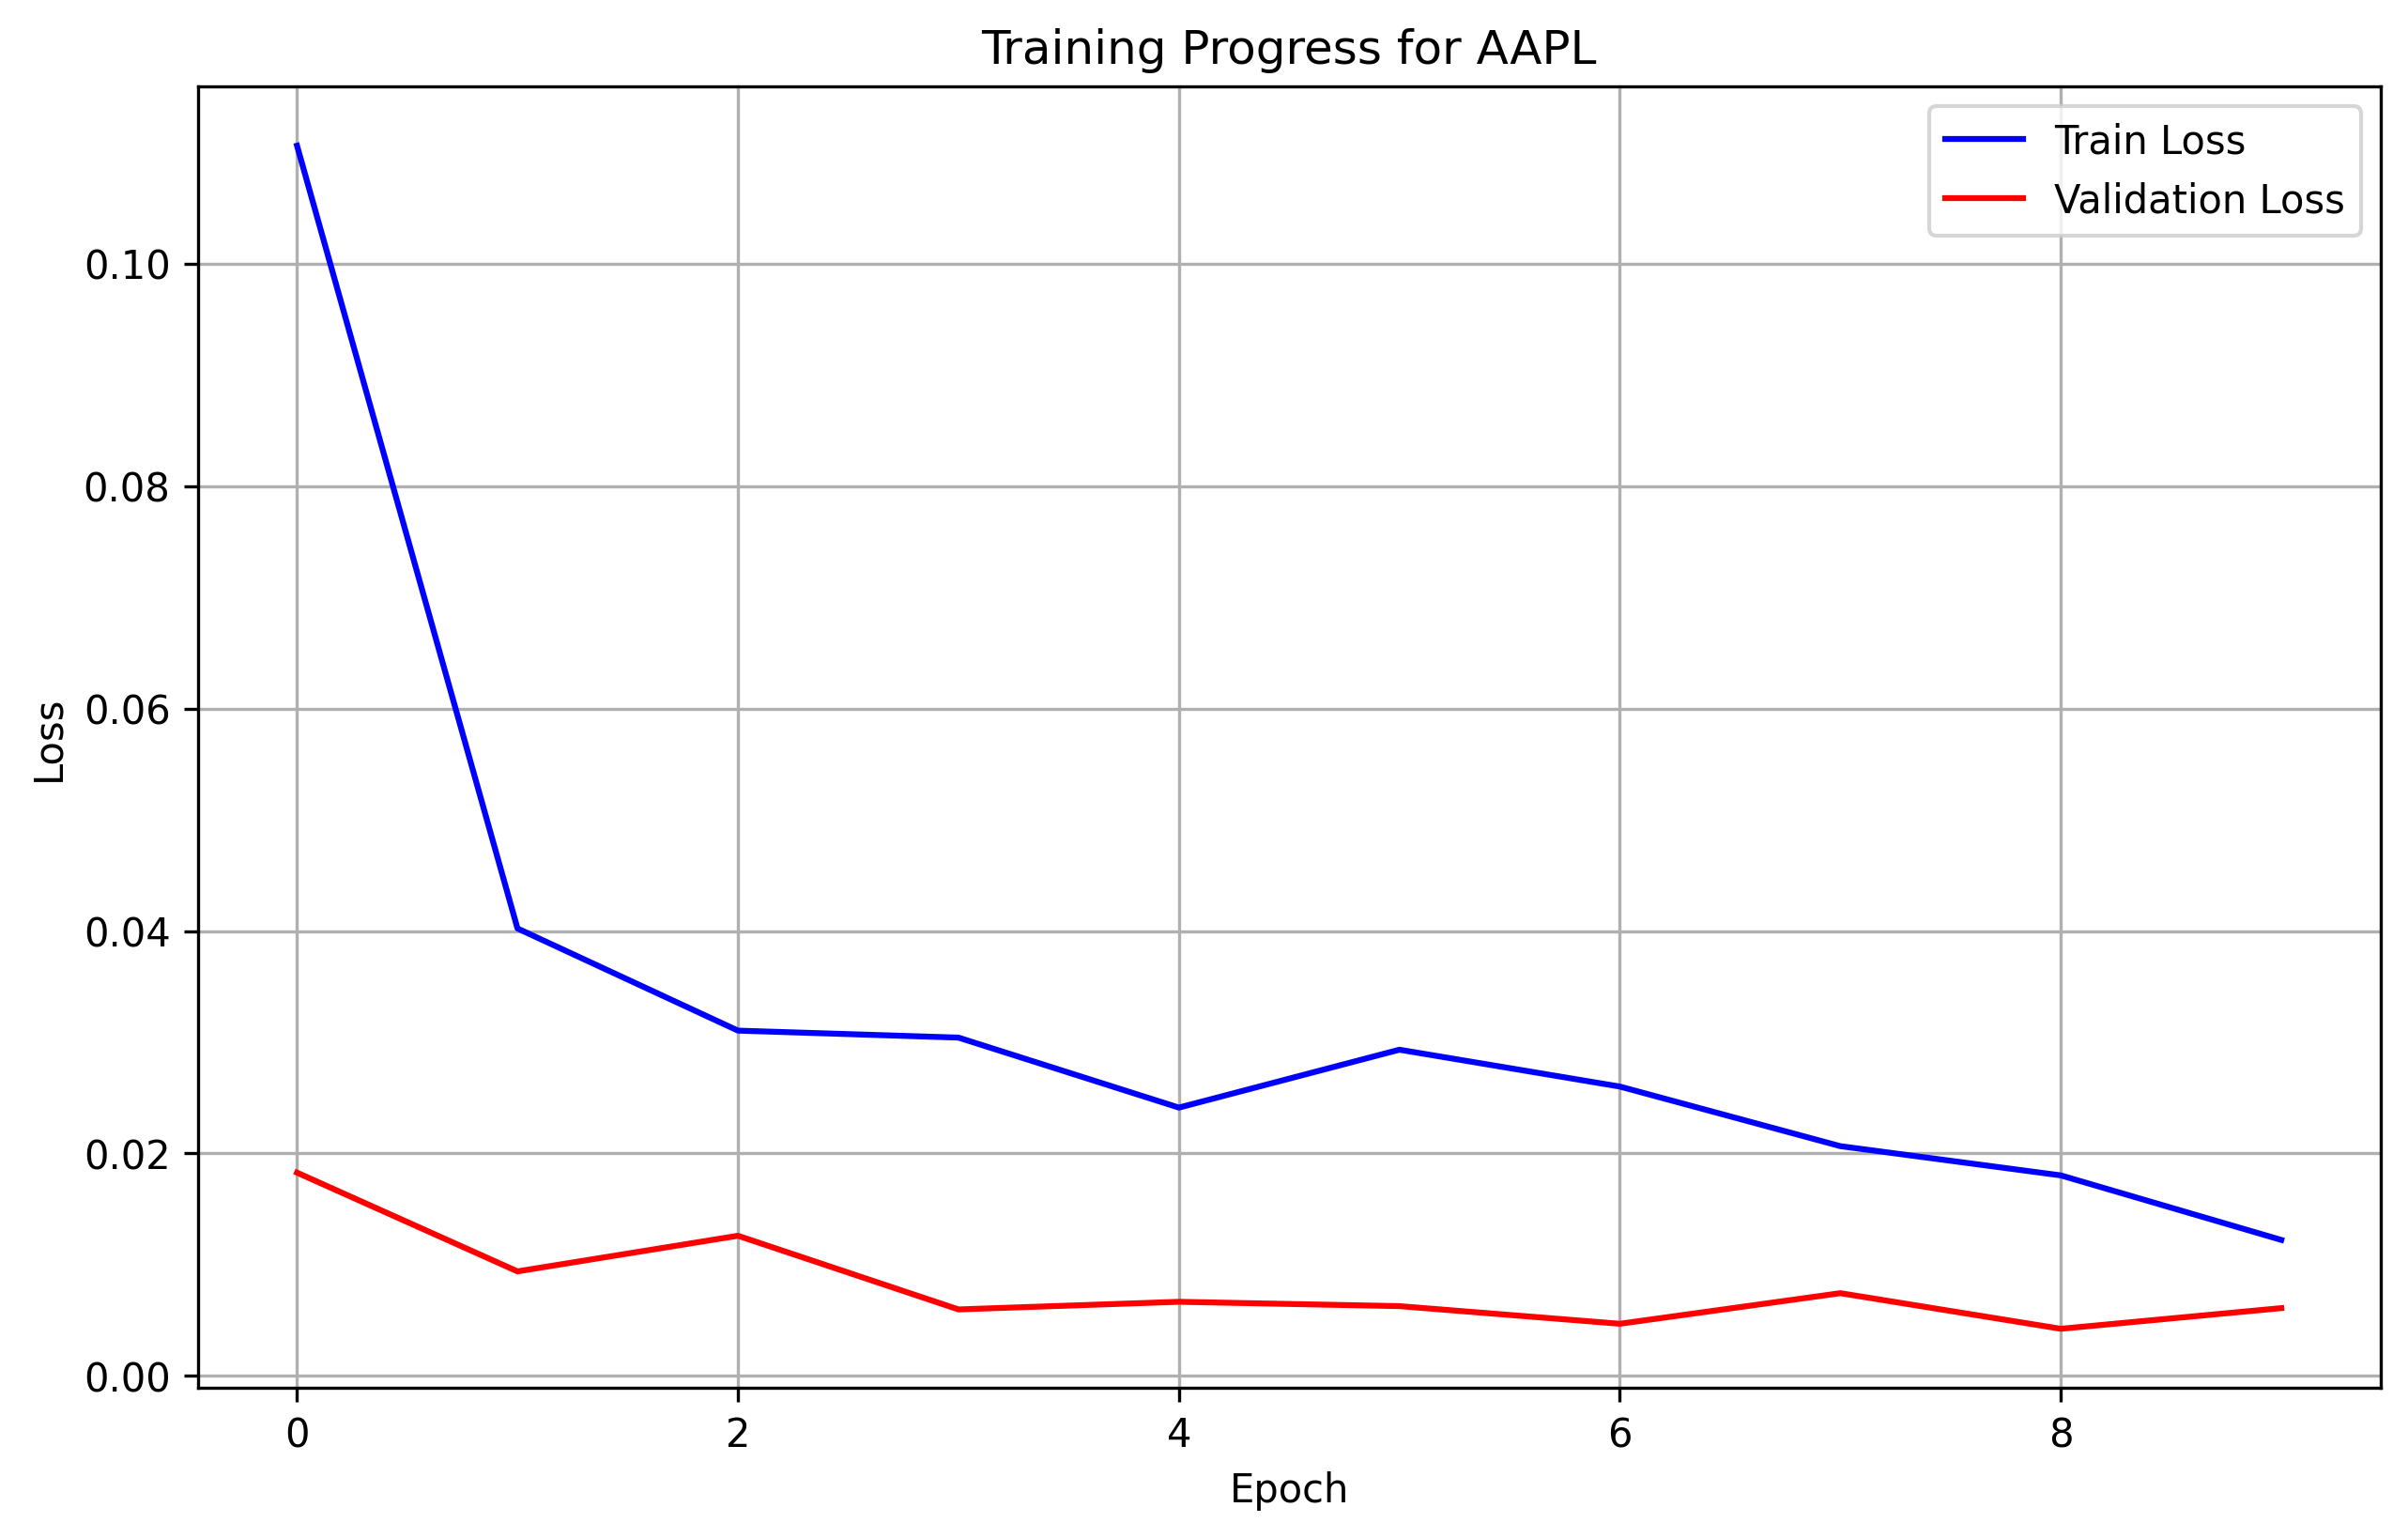 Training Progress for AAPL
Train Loss
Validation Loss
0.10
0.08
0.06
0.04
0.02
0.00
Loss
0 2 4 6 8
Epoch